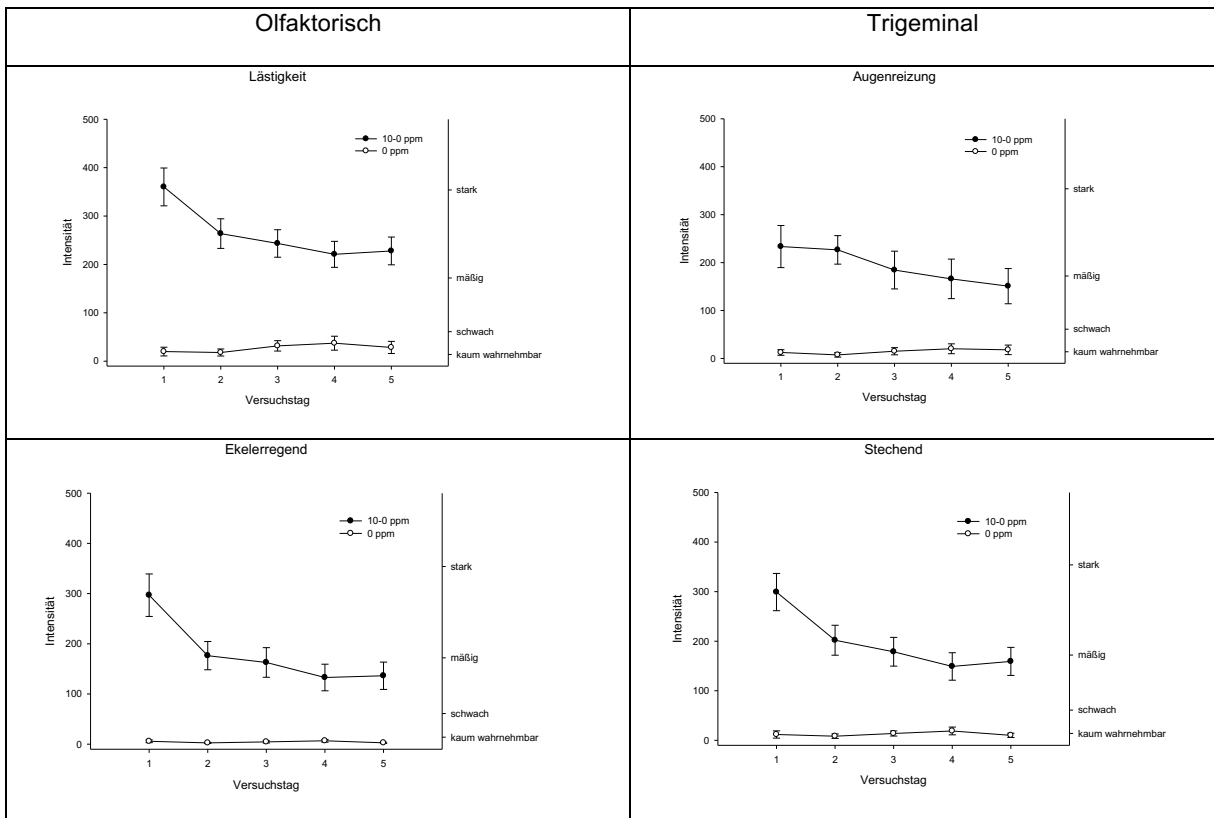 Olfaktorisch
Trigeminal
Lästigkeit
500
400
300
200
100
0
Intensität
10-0 ppm
0 ppm
stark
mäßig
schwach
kaum wahrnehmbar
1 2 3 4 5
Versuchstag
Augenreizung
500
400
300
200
100
0
Intensität
10-0 ppm
0 ppm
stark
mäßig
schwach
kaum wahrnehmbar
1 2 3 4 5
Versuchstag
Ekelerregend
500
400
300
200
100
0
Intensität
10-0 ppm
0 ppm
stark
mäßig
schwach
kaum wahrnehmbar
1 2 3 4 5
Versuchstag
Stechend
500
400
300
200
100
0
Intensität
10-0 ppm
0 ppm
stark
mäßig
schwach
kaum wahrnehmbar
1 2 3 4 5
Versuchstag